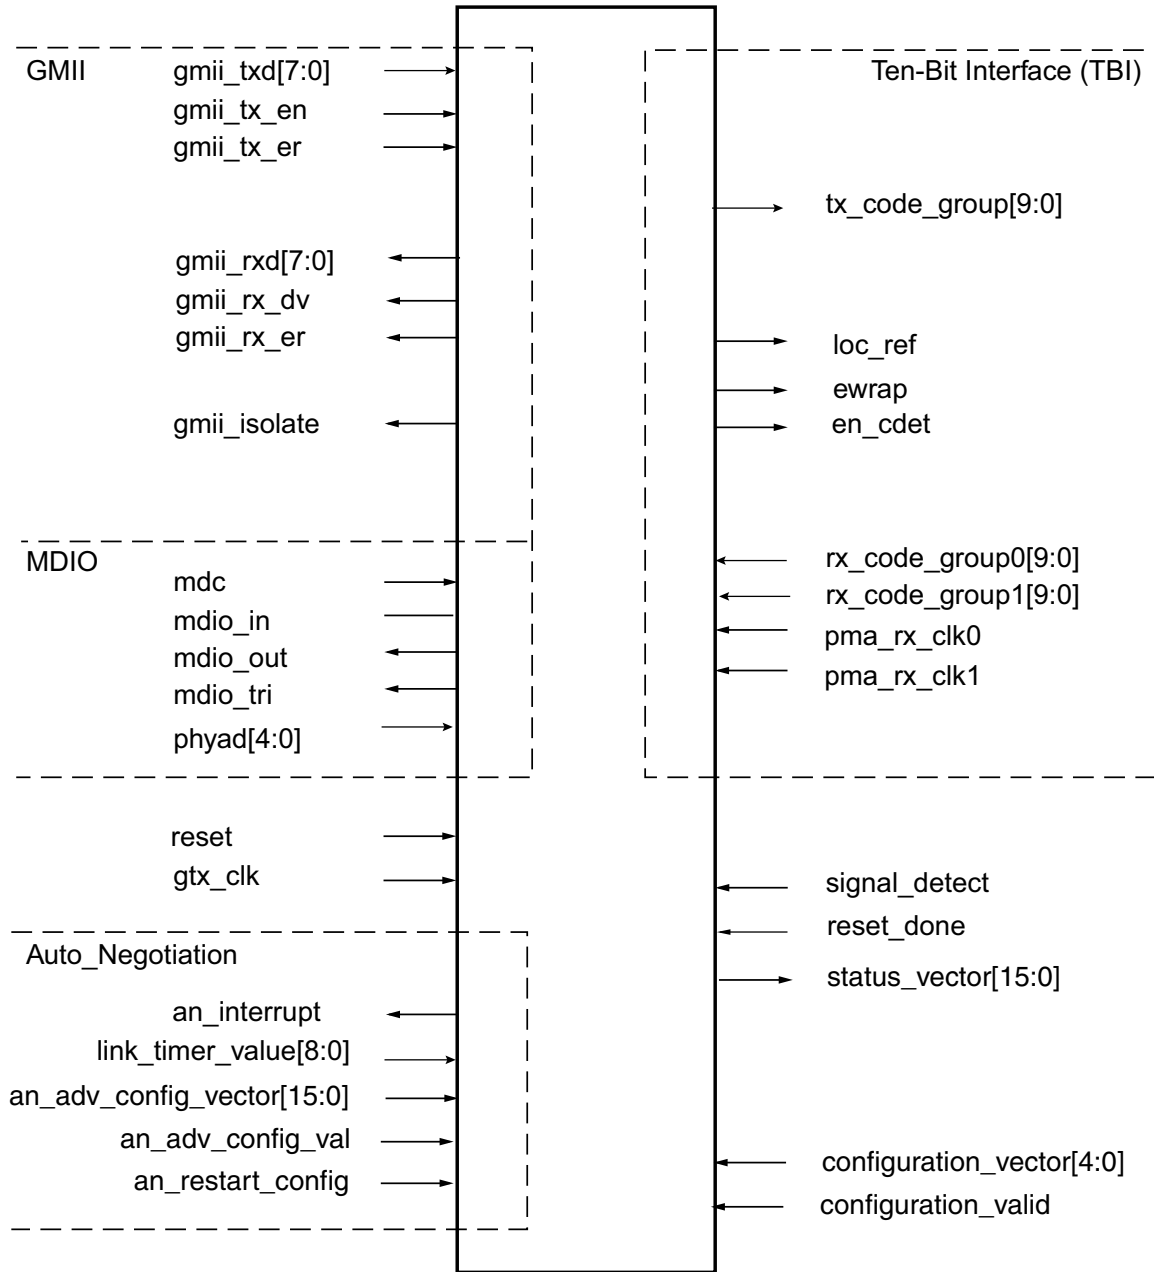 GMII
gmii_txd[7:0]
gmii_tx_en
gmii_tx_er
gmii_rxd[7:0]
gmii_rx_dv
gmii_rx_er
gmii_isolate
MDIO
mdc
mdio_in
mdio_out
mdio_tri
phyad[4:0]
reset
gtx_clk
Auto_Negotiation
an_interrupt
link_timer_value[8:0]
an_adv_config_vector[15:0]
an_adv_config_val
an_restart_config
Ten-Bit Interface (TBI)
tx_code_group[9:0]
loc_ref
ewrap
en_cdet
rx_code_group0[9:0]
rx_code_group1[9:0]
pma_rx_clk0
pma_rx_clk1
signal_detect
reset_done
status_vector[15:0]
configuration_vector[4:0]
configuration_valid